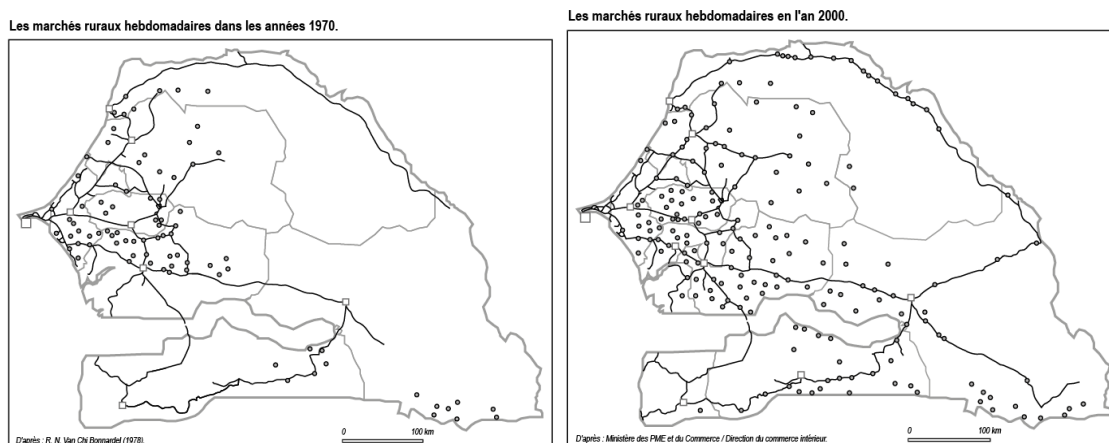 Les marchés ruraux hebdomadaires dans les années 1970.
0 100 km
D'après : R. N. Van Chi Bonnardel (1978).
Les marchés ruraux hebdomadaires en l'an 2000.
0 100 km
D'après : Ministère des PME et du Commerce / Direction du commerce intérieur.